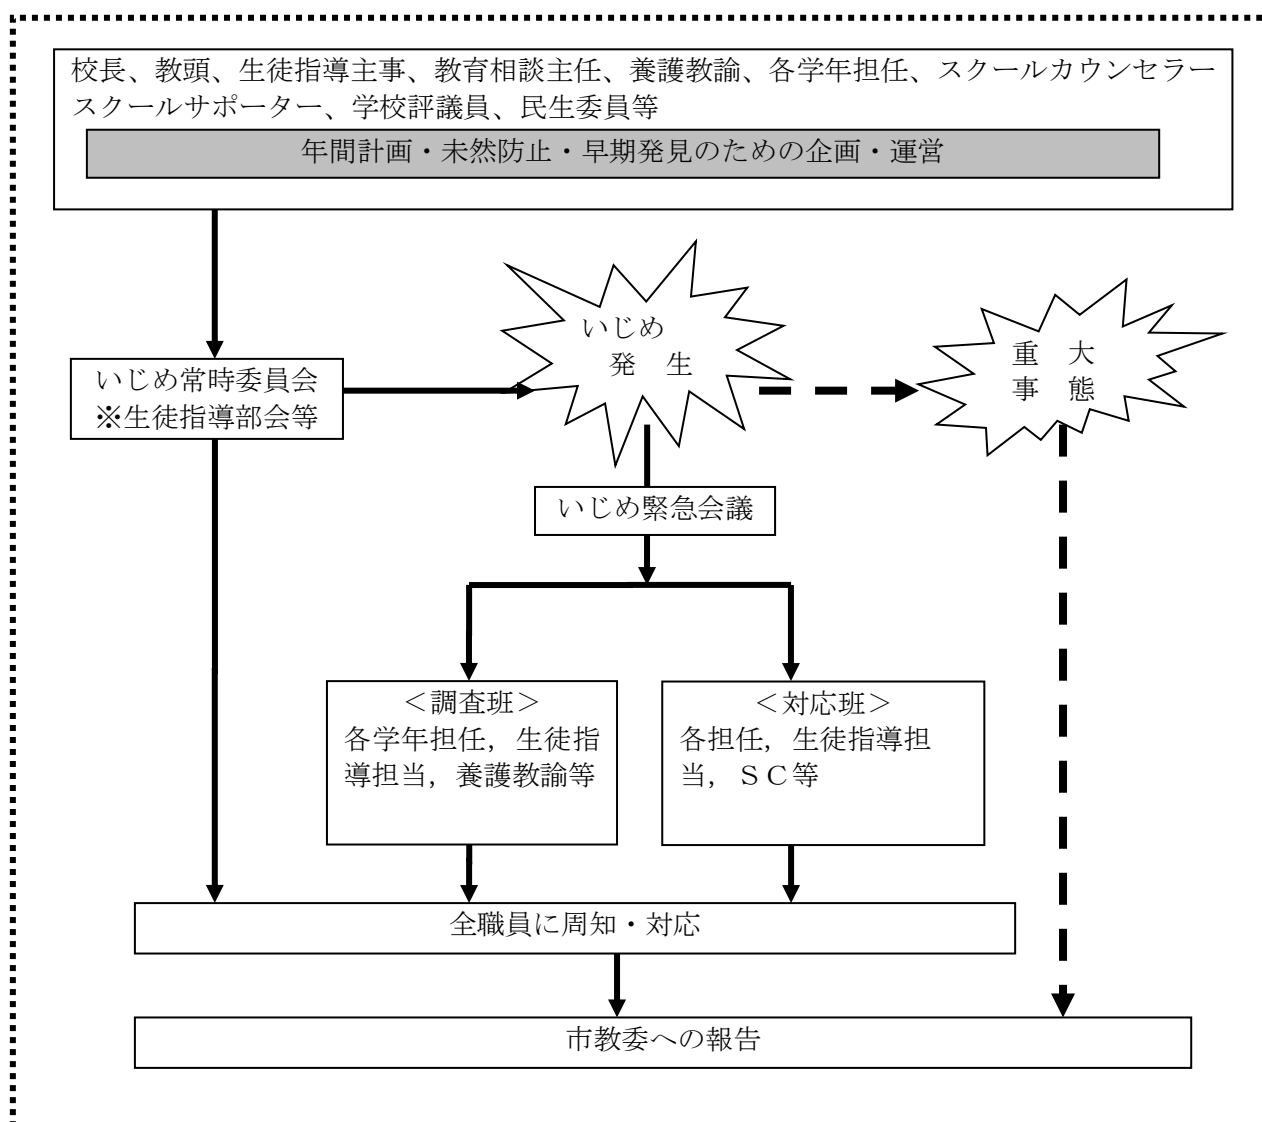 校長、教頭、生徒指導主事、教育相談主任、養護教諭、各学年担任、スクールカウンセラー
スクールサポーター、学校評議員、民生委員等
年間計画・未然防止・早期発見のための企画・運営
いじめ
発　生
重　大
事　態
いじめ常時委員会
※生徒指導部会等
いじめ緊急会議
＜調査班＞
各学年担任，生徒指
導担当，養護教諭等
＜対応班＞
各担任，生徒指導担
当，ＳＣ等
全職員に周知・対応
市教委への報告